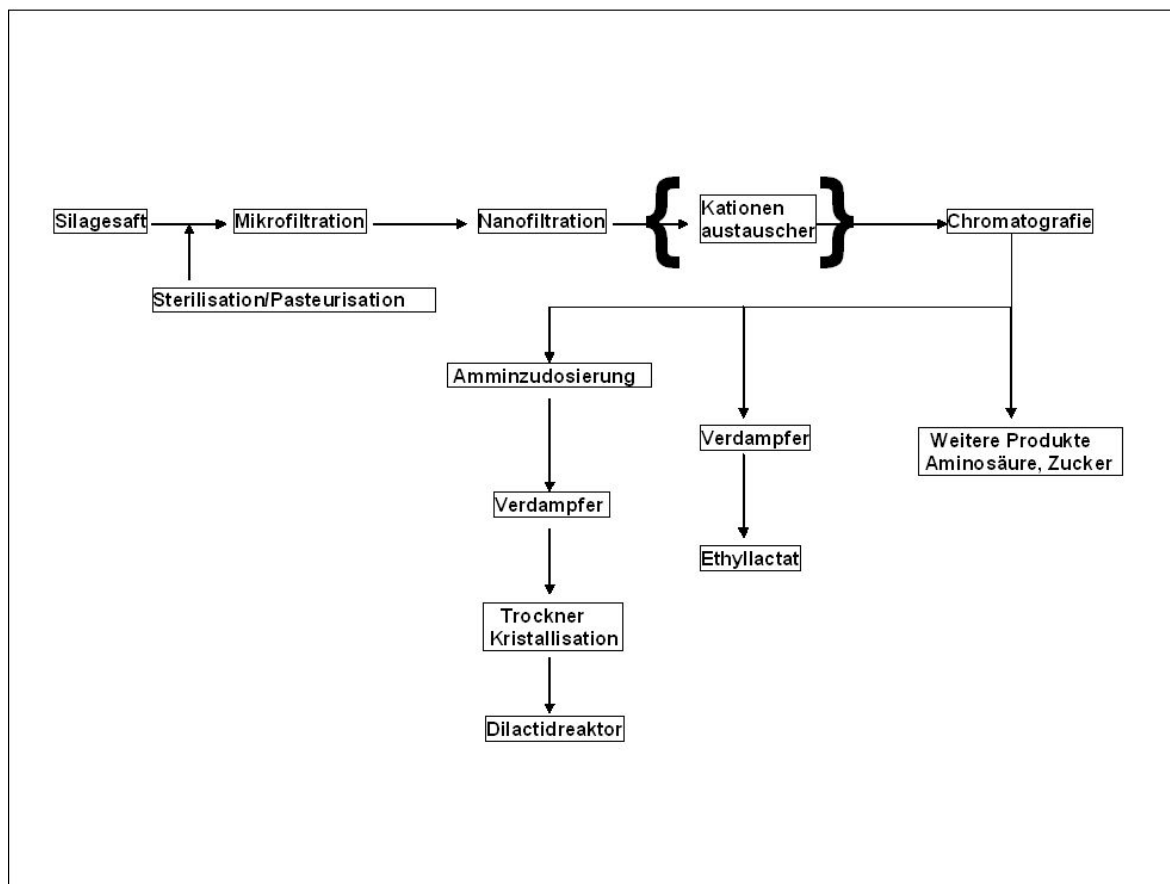 Silagesaft
Mikrofiltration
Nanofiltration
{
Kationen
austauscher
}
Chromatografie
Sterilisation/Pasteurisation
Amminzudosierung
Verdampfer
Weitere Produkte
Aminosäure, Zucker
Verdampfer
Ethyllactat
Trockner
Kristallisation
Dilactidreaktor